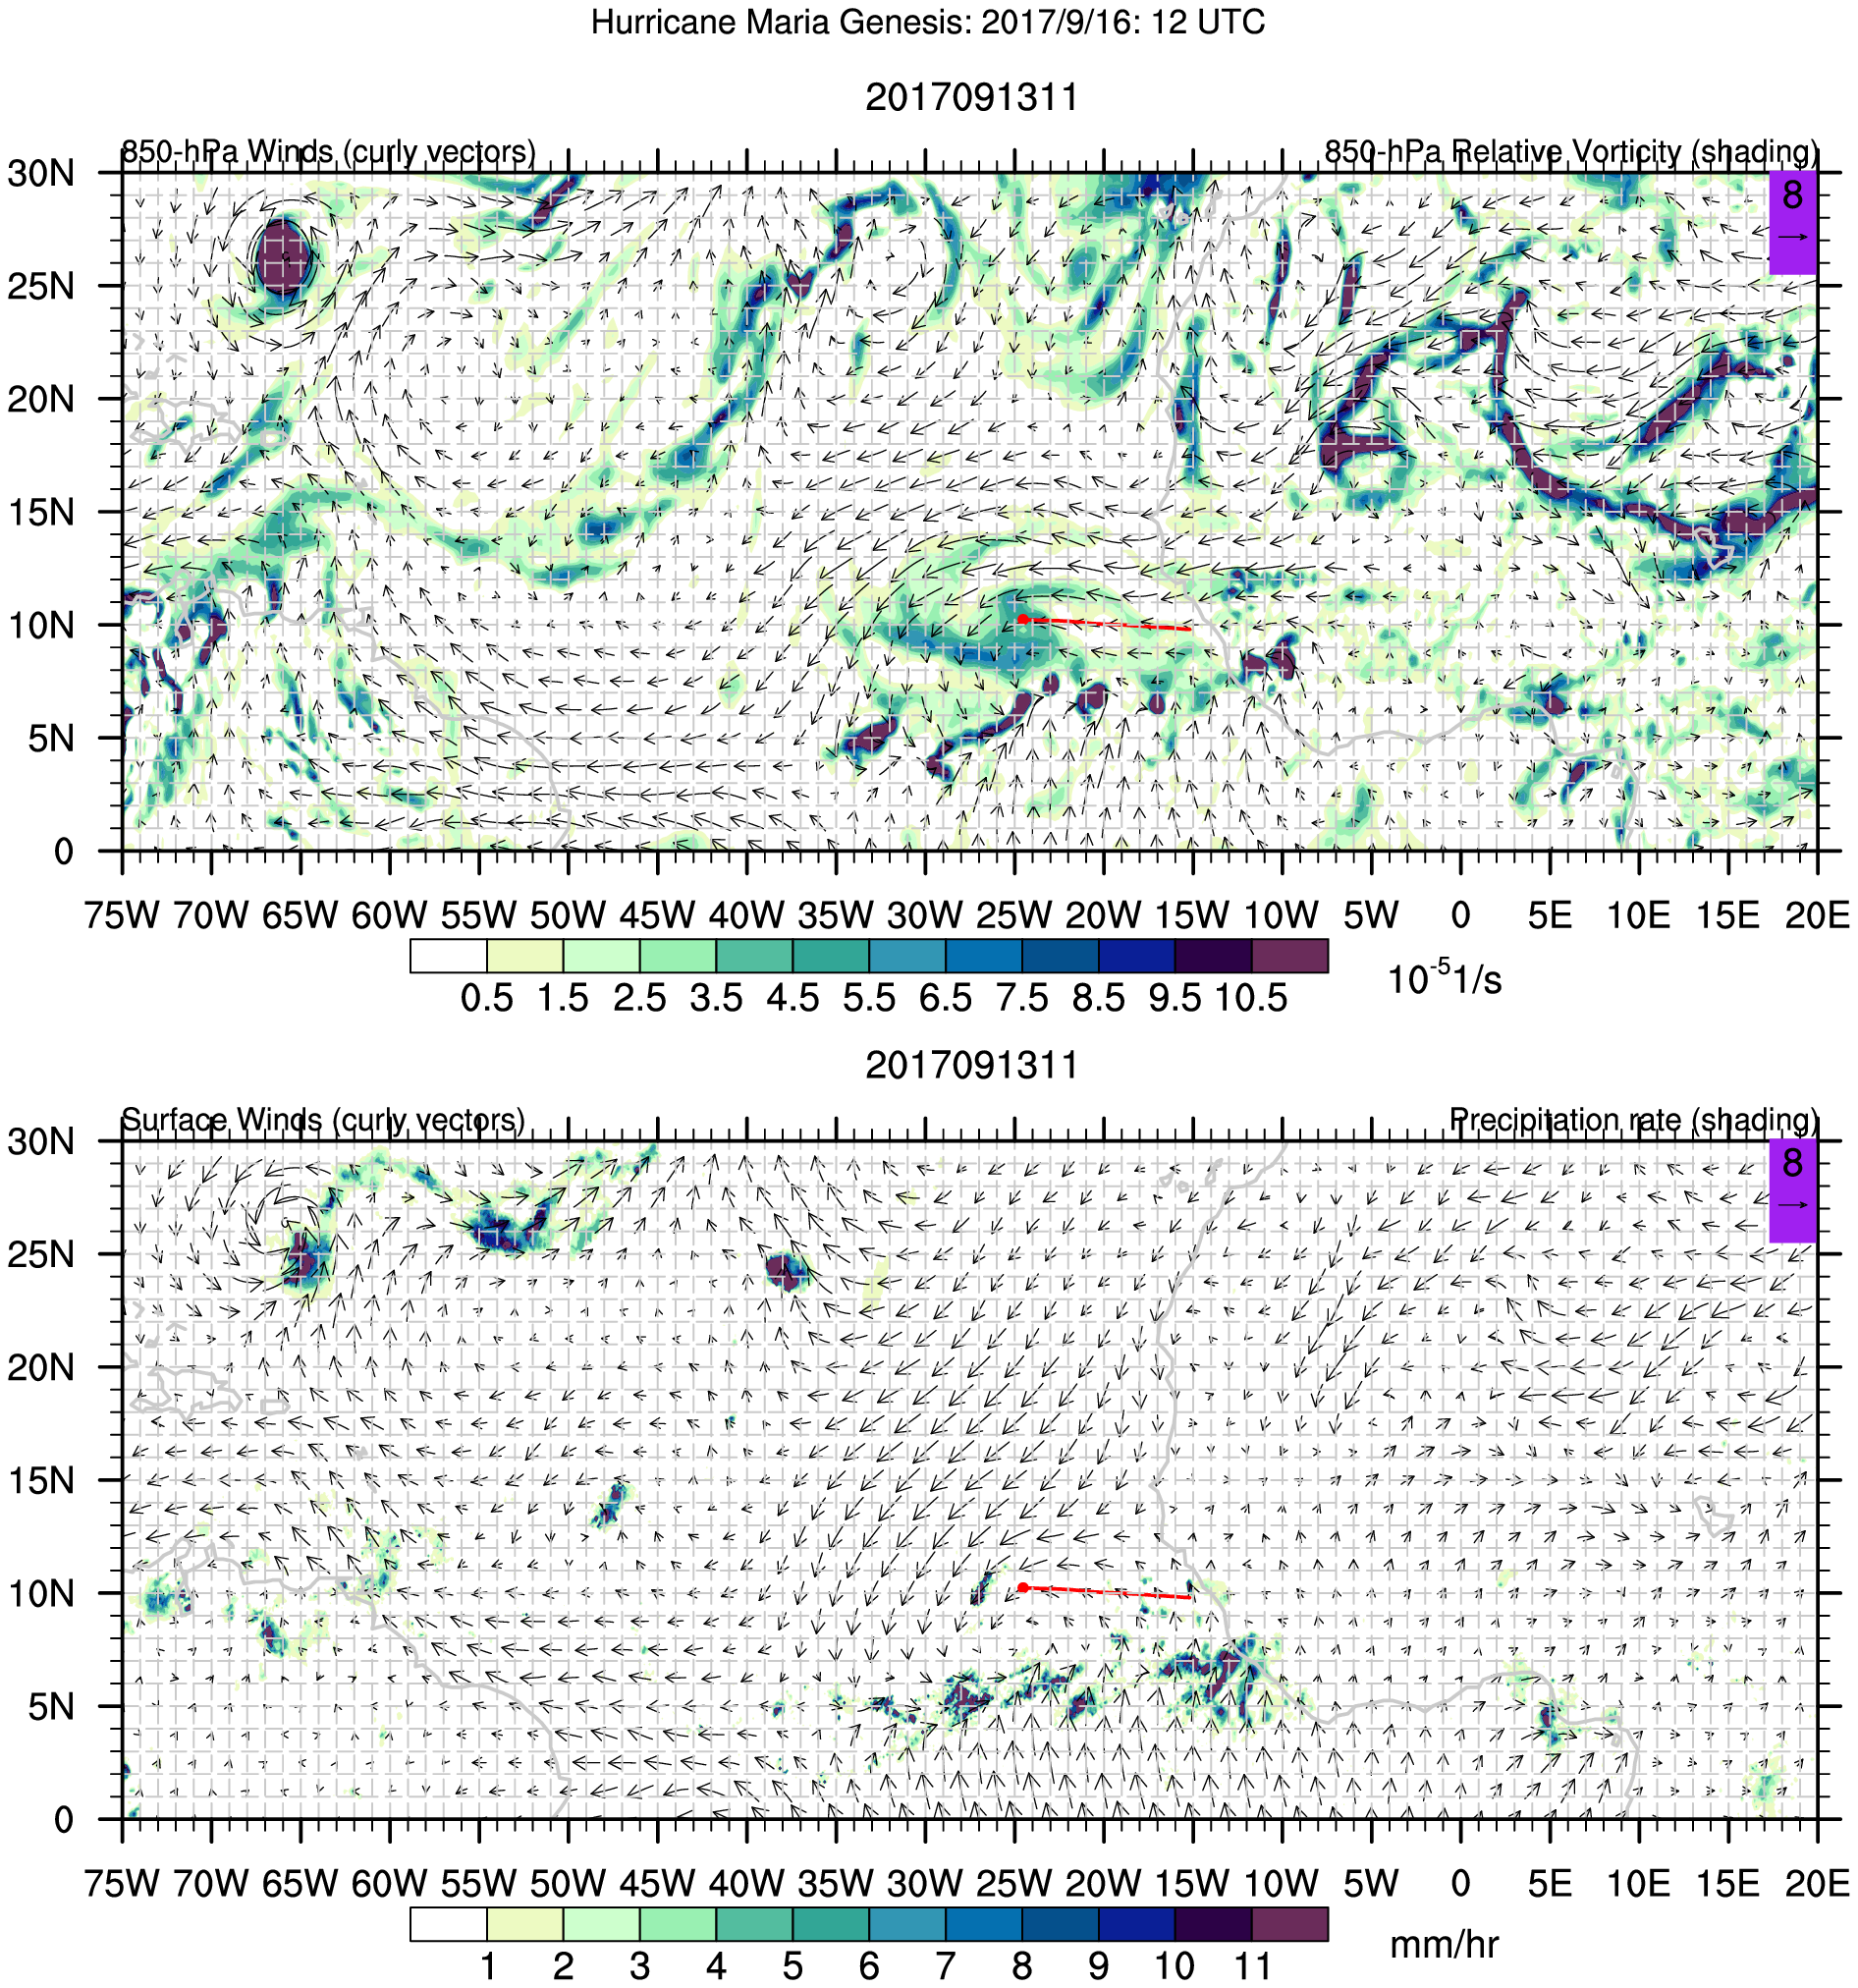 Hurricane Maria Genesis: 2017/9/16: 12 UTC
2017091311
850-hPa Winds (curly vectors)
850-hPa Relative Vorticity (shading)
8
30N
25N
20N
15N
10N
5N
0
75W 70W 65W 60W 55W 50W 45W 40W 35W 30W 25W 20W 15W 10W 5W 0 5E 10E 15E 20E
0.5 1.5 2.5 3.5 4.5 5.5 6.5 7.5 8.5 9.5 10.5
10⁻⁵1/s
2017091311
Surface Winds (curly vectors)
Precipitation rate (shading)
8
30N
25N
20N
15N
10N
5N
0
75W 70W 65W 60W 55W 50W 45W 40W 35W 30W 25W 20W 15W 10W 5W 0 5E 10E 15E 20E
1 2 3 4 5 6 7 8 9 10 11
mm/hr